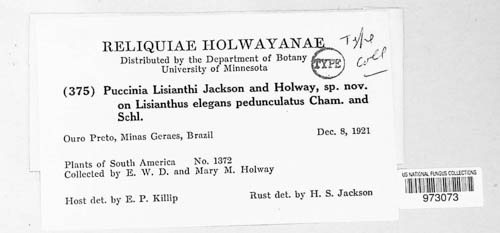 RELIQUIAE HOLWAYANAE
Distributed by the Department of Botany
University of Minnesota
TYPE
Type
Coll
(375) Puccinia Lisianthi Jackson and Holway, sp. nov.
on Lisianthus elegans pedunculatus Cham. and
Schl.
Ouro Preto, Minas Geraes, Brazil Dec. 8, 1921
Plants of South America No. 1372
Collected by E. W. D. and Mary M. Holway
Host det. by E. P. Killip Rust det. by H. S. Jackson
US NATIONAL FUNGUS COLLECTIONS
973073